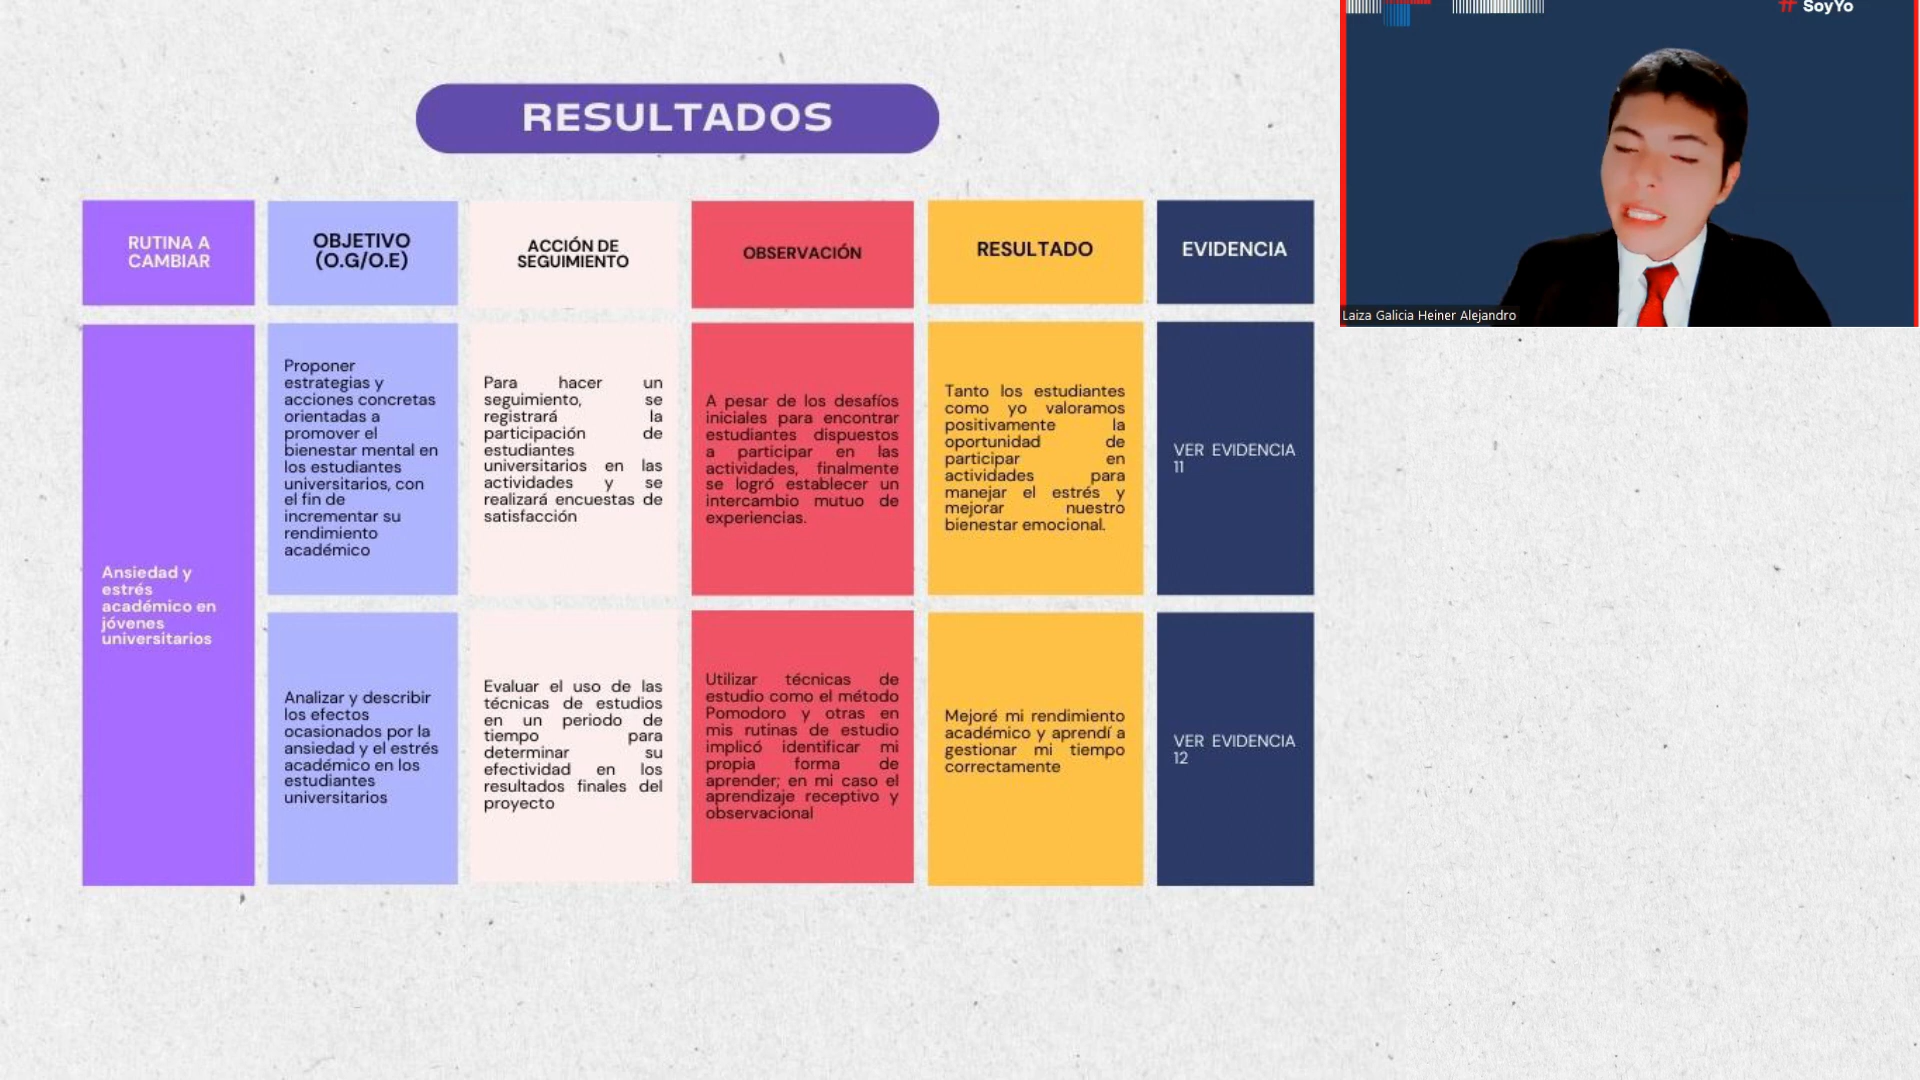 # SoyYo
RESULTADOS
RUTINA A
CAMBIAR
OBJETIVO
(O.G/O.E)
ACCIÓN DE
SEGUIMIENTO
OBSERVACIÓN
RESULTADO
EVIDENCIA
Ansiedad y
estrés
académico en
jóvenes
universitarios
Proponer
estrategias y
acciones concretas
orientadas a
promover el
bienestar mental en
los estudiantes
universitarios, con
el fin de
incrementar su
rendimiento
académico
Para hacer un
seguimiento, se
registrará la
participación de
estudiantes
universitarios en las
actividades y se
realizará encuestas de
satisfacción
A pesar de los desafíos
iniciales para encontrar
estudiantes dispuestos
a participar en las
actividades, finalmente
se logró establecer un
intercambio mutuo de
experiencias.
Tanto los estudiantes
como yo valoramos
positivamente la
oportunidad de
participar en
actividades para
manejar el estrés y
mejorar nuestro
bienestar emocional.
VER EVIDENCIA
11
Analizar y describir
los efectos
ocasionados por la
ansiedad y el estrés
académico en los
estudiantes
universitarios
Evaluar el uso de las
técnicas de estudios
en un periodo de
tiempo para
determinar su
efectividad en los
resultados finales del
proyecto
Utilizar técnicas de
estudio como el método
Pomodoro y otras en
mis rutinas de estudio
implicó identificar mi
propia forma de
aprender; en mi caso el
aprendizaje receptivo y
observacional
Mejoré mi rendimiento
académico y aprendí a
gestionar mi tiempo
correctamente
VER EVIDENCIA
12
Laiza Galicia Heiner Alejandro